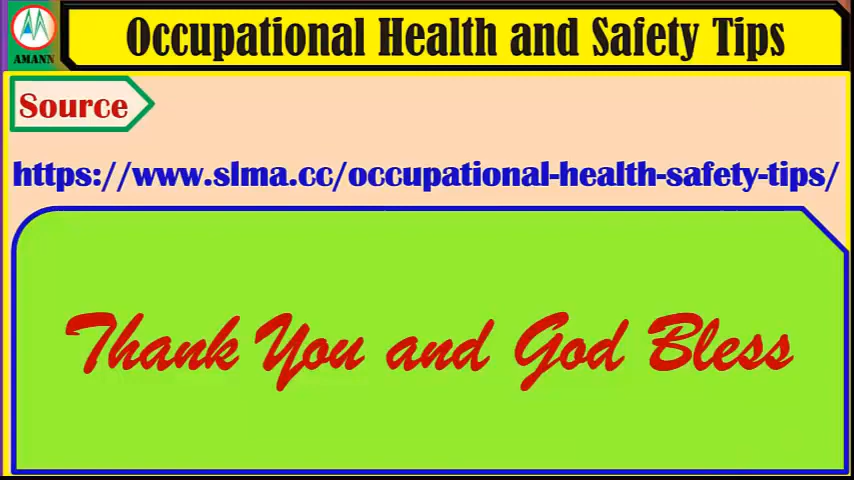 AMANN
Occupational Health and Safety Tips
Source
https://www.slma.cc/occupational-health-safety-tips/
Thank You and God Bless